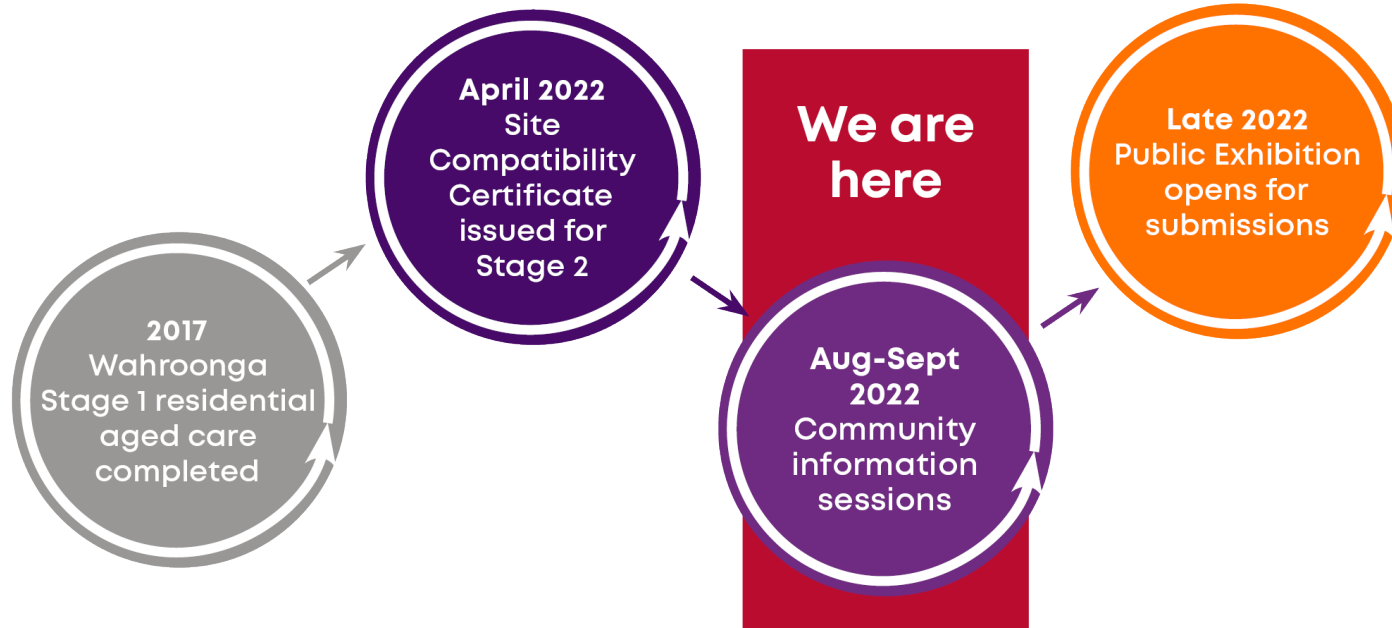 2017
Wahroonga
Stage 1 residential
aged care
completed
April 2022
Site
Compatibility
Certificate
issued for
Stage 2
We are
here
Aug-Sept
2022
Community
information
sessions
Late 2022
Public Exhibition
opens for
submissions